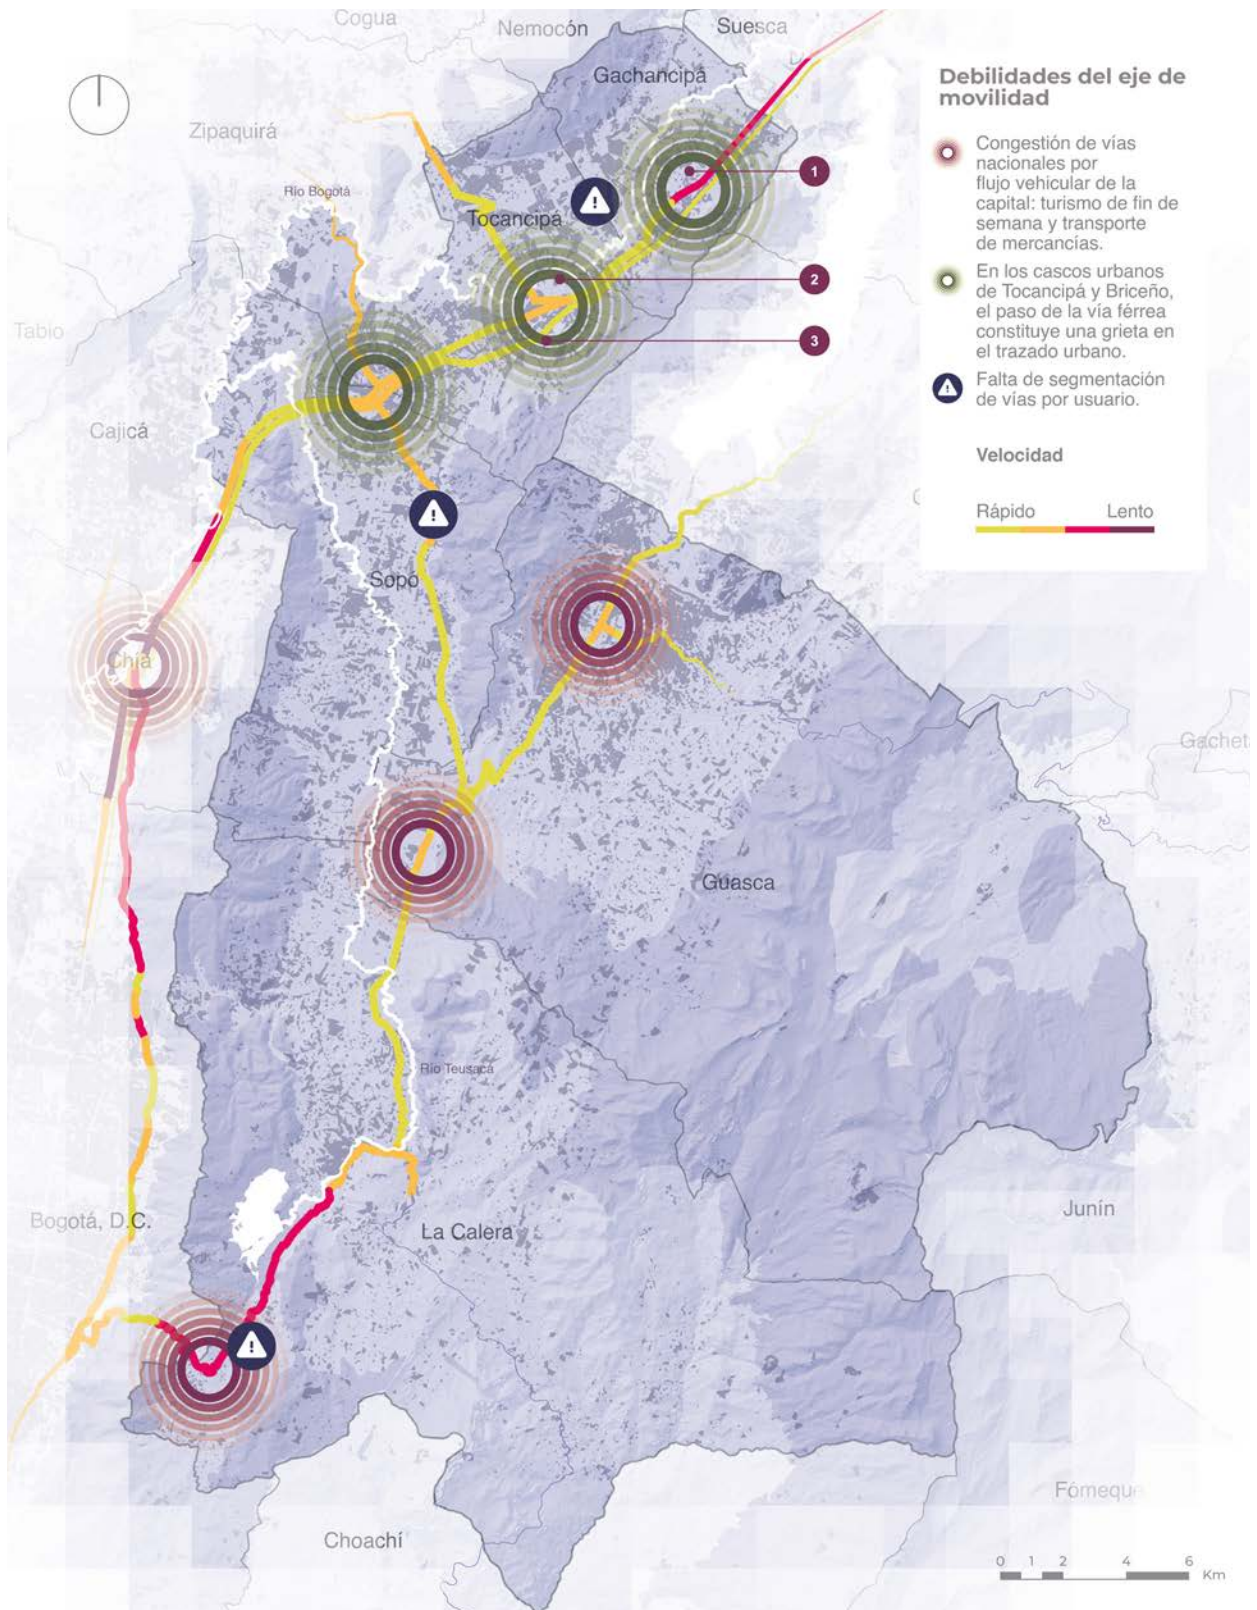 Cogua
Nemocón
Suesca
Gachancipá
Debilidades del eje de
movilidad
Zipaquirá
Congestión de vías
nacionales por
flujo vehicular de la
capital: turismo de fin de
semana y transporte
de mercancías.
1
Río Bogotá
Tocancipá
2
En los cascos urbanos
de Tocancipá y Briceño,
el paso de la vía férrea
constituye una grieta en
el trazado urbano.
Tabio
3
Falta de segmentación
de vías por usuario.
Cajicá
Velocidad
Rápido
Lento
Sopó
Chía
Gachet
Guasca
Río Teusacá
Bogotá, D.C.
La Calera
Junín
Fómeque
Choachí
0 1 2 4 6
Km